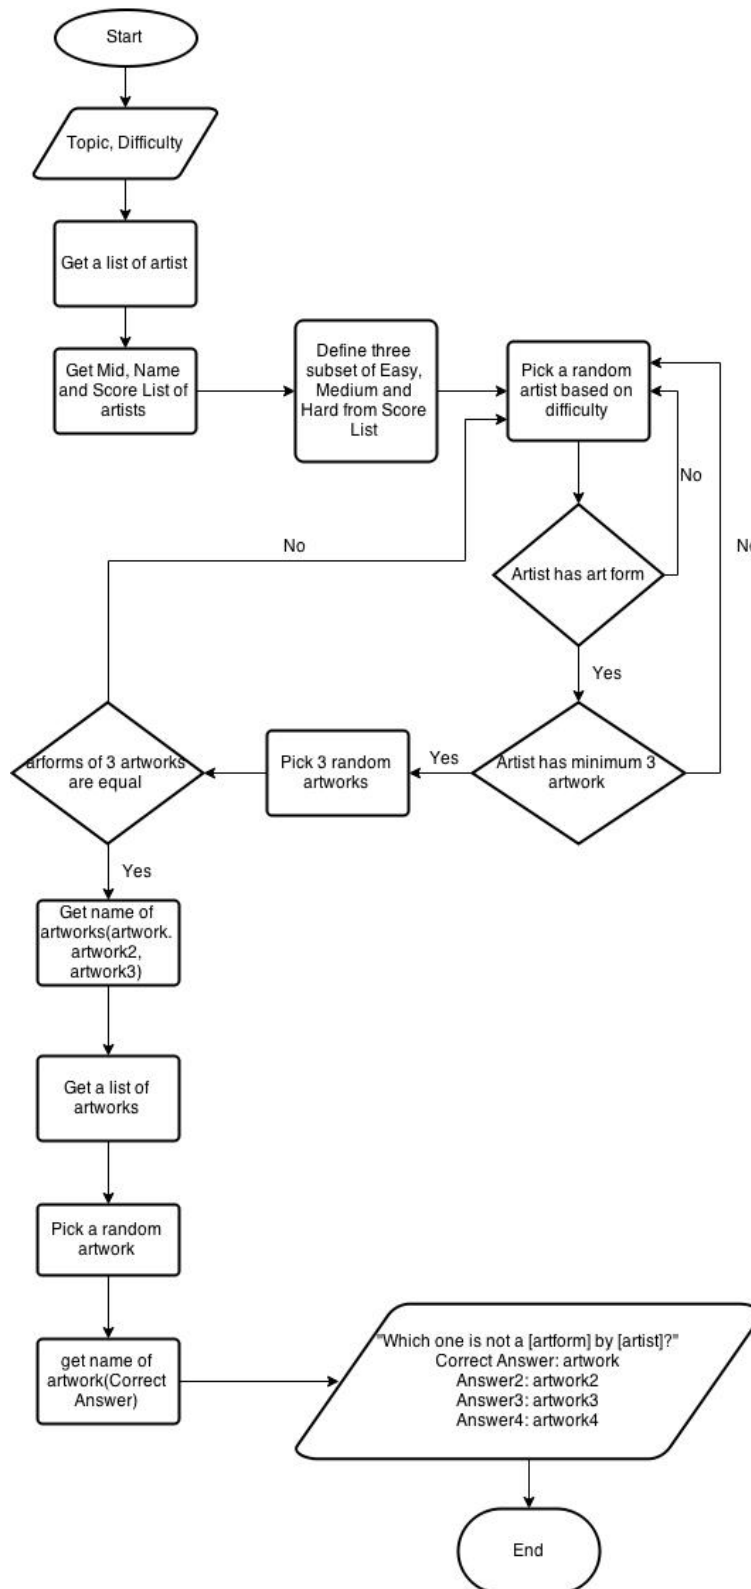 Start
Topic, Difficulty
Get a list of artist
Get Mid, Name
and Score List of
artists
Define three
subset of Easy,
Medium and
Hard from Score
List
Pick a random
artist based on
difficulty
No
No
No
Artist has art form
Yes
Artist has minimum 3
artwork
Yes
Pick 3 random
artworks
arforms of 3 artworks
are equal
Yes
Get name of
artworks(artwork.
artwork2,
artwork3)
Get a list of
artworks
Pick a random
artwork
get name of
artwork(Correct
Answer)
"Which one is not a [artform] by [artist]?"
Correct Answer: artwork
Answer2: artwork2
Answer3: artwork3
Answer4: artwork4
End